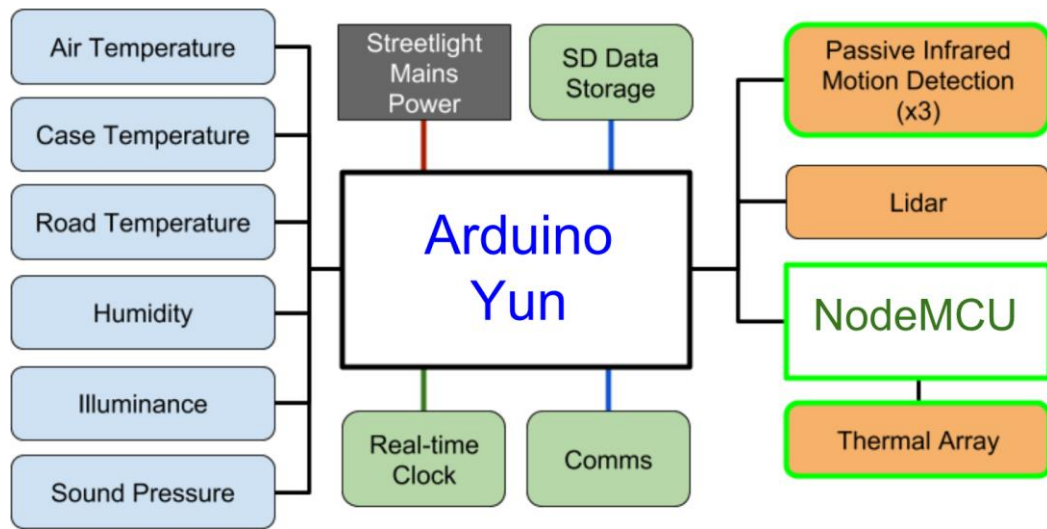 Air Temperature
Case Temperature
Road Temperature
Humidity
Illuminance
Sound Pressure
Streetlight
Mains
Power
SD Data
Storage
Arduino
Yun
Real-time
Clock
Comms
Passive Infrared
Motion Detection
(x3)
Lidar
NodeMCU
Thermal Array